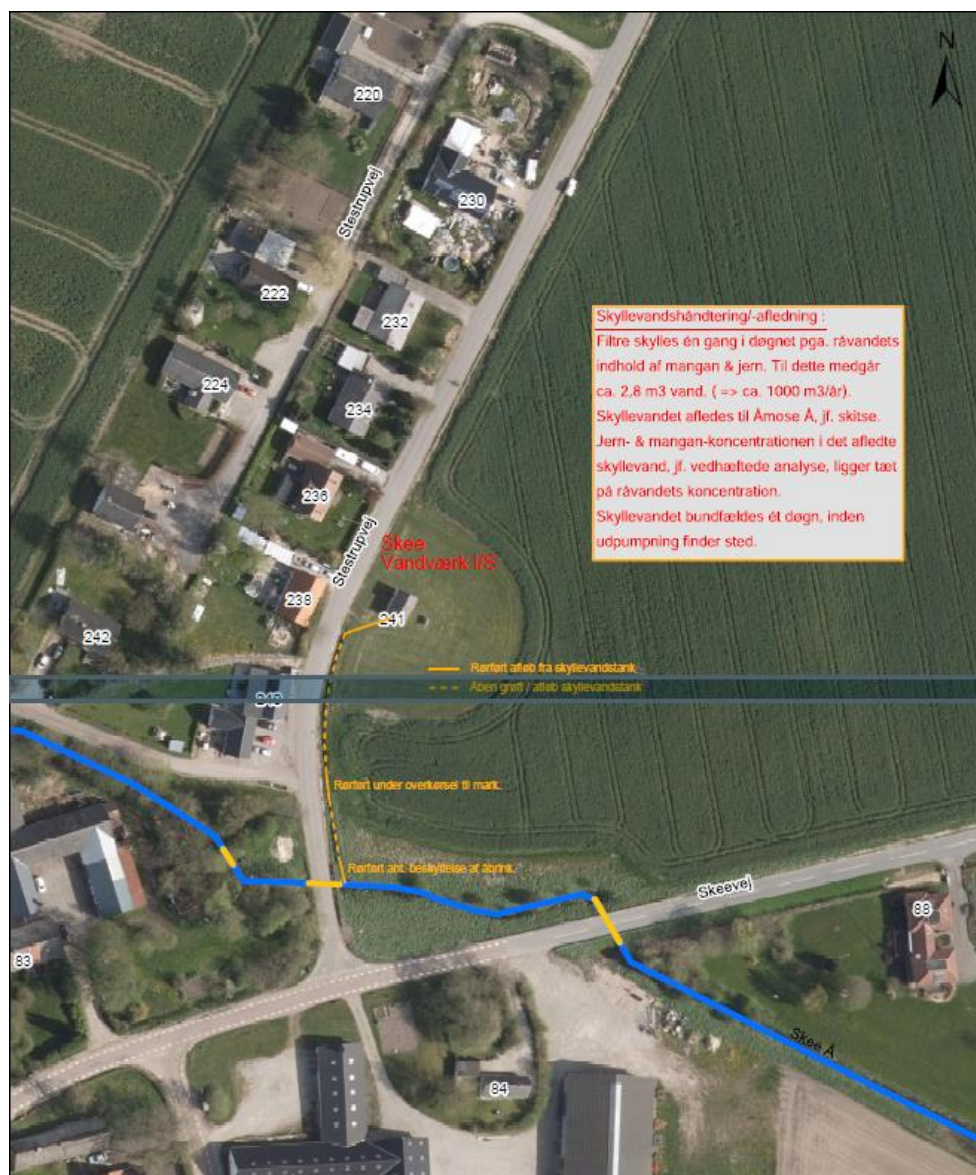 N
220
Stestrupvej
230
222
232
Skyllevandshåndtering/-afledning :
Filtre skylles én gang i døgnet pga. råvandets
indhold af mangan & jern. Til dette medgår
ca. 2,8 m3 vand. ( => ca. 1000 m3/år).
Skyllevandet afledes til Åmose Å, jf. skitse.
Jern- & mangan-koncentrationen i det afledte
skyllevand, jf. vedhæftede analyse, ligger tæt
på råvandets koncentration.
Skyllevandet bundfældes ét døgn, inden
udpumpning finder sted.
224
234
236
Stestrupvej
Skee
Vandværk I/S
238
241
242
Rørført afløb fra skyllevandstank
Åben grøft / afløb skyllevandstank
Rørført under overkørsel til mark.
Rørført aht. beskyttelse af åbrink.
Skeevej
88
83
Skee Å
84